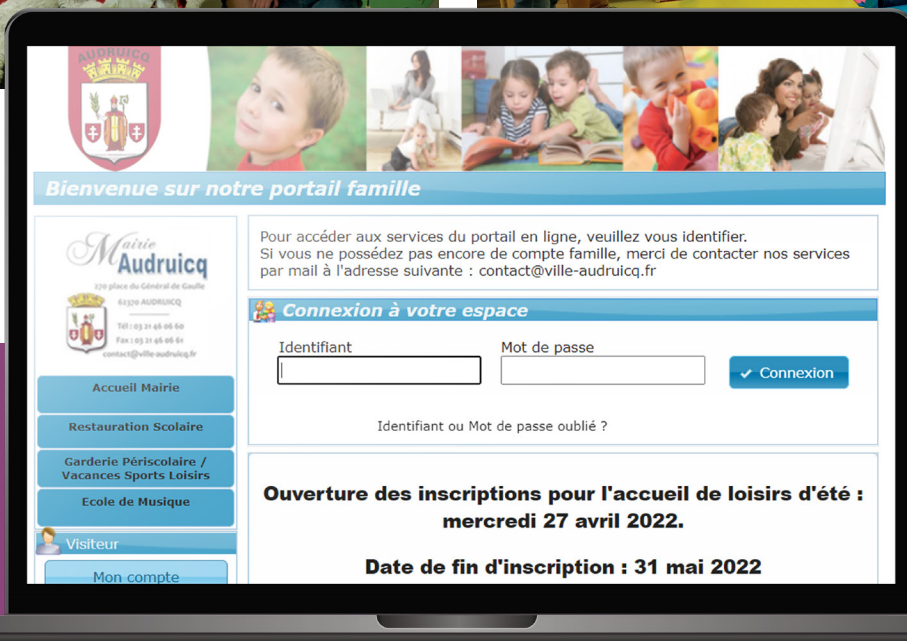 AUDRUICQ
Bienvenue sur notre portail famille
Mairie
Audruicq
270 place du Général de Gaulle
62370 AUDRUICQ
Tél : 03 21 46 06 60
Fax : 03 21 46 06 61
contact@ville-audruicq.fr
Accueil Mairie
Restauration Scolaire
Garderie Périscolaire /
Vacances Sports Loisirs
Ecole de Musique
Visiteur
Mon compte
Pour accéder aux services du portail en ligne, veuillez vous identifier.
Si vous ne possédez pas encore de compte famille, merci de contacter nos services
par mail à l'adresse suivante : contact@ville-audruicq.fr
Connexion à votre espace
Identifiant
Mot de passe
Connexion
Identifiant ou Mot de passe oublié ?
Ouverture des inscriptions pour l'accueil de loisirs d'été :
mercredi 27 avril 2022.
Date de fin d'inscription : 31 mai 2022